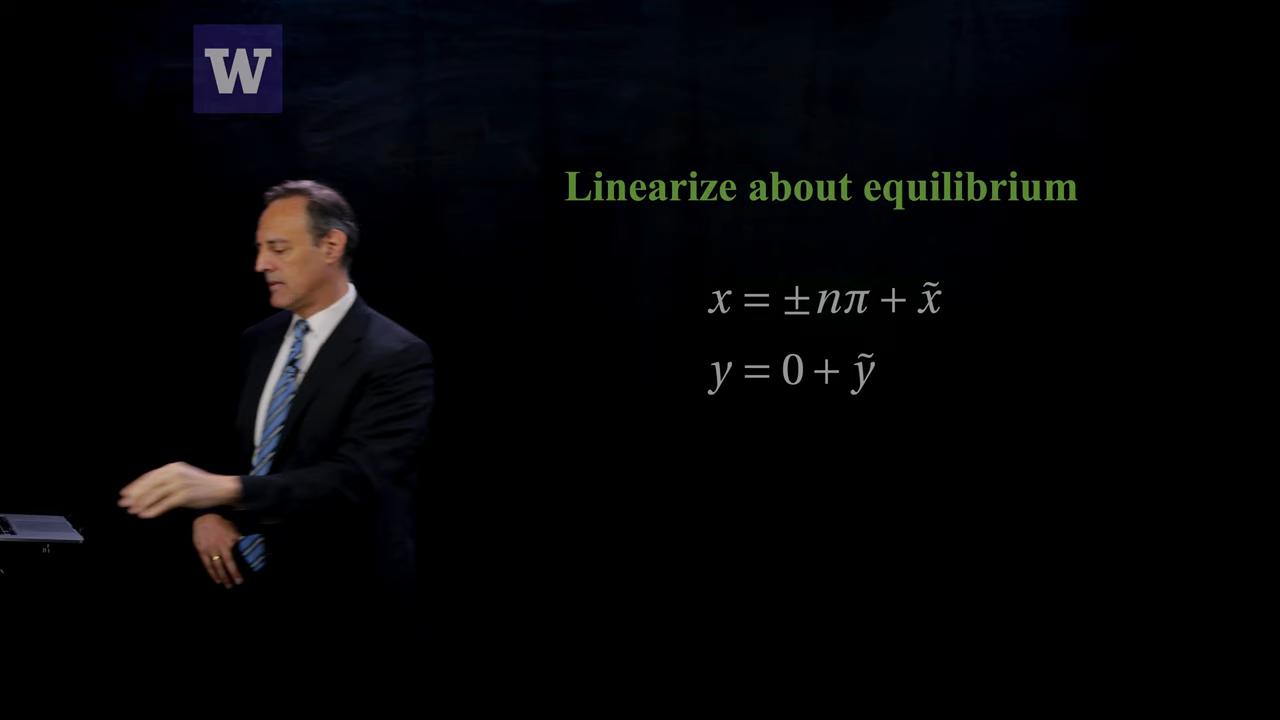 W
Linearize about equilibrium
x = ±nπ + x̃
y = 0 + ỹ